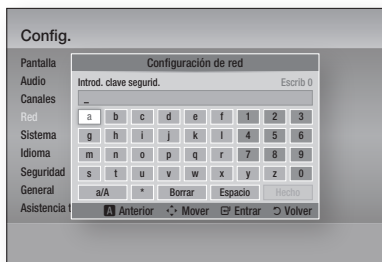 Config.
Pantalla
Audio
Canales
Red
Sistema
Idioma
Seguridad
General
Asistencia t
Configuración de red
Introd. clave segurid. Escrib 0
_
a b c d e f 1 2 3
g h i j k l 4 5 6
m n o p q r 7 8 9
s t u v w x y z 0
a/A * Borrar Espacio Hecho
A Anterior Mover Entrar Volver